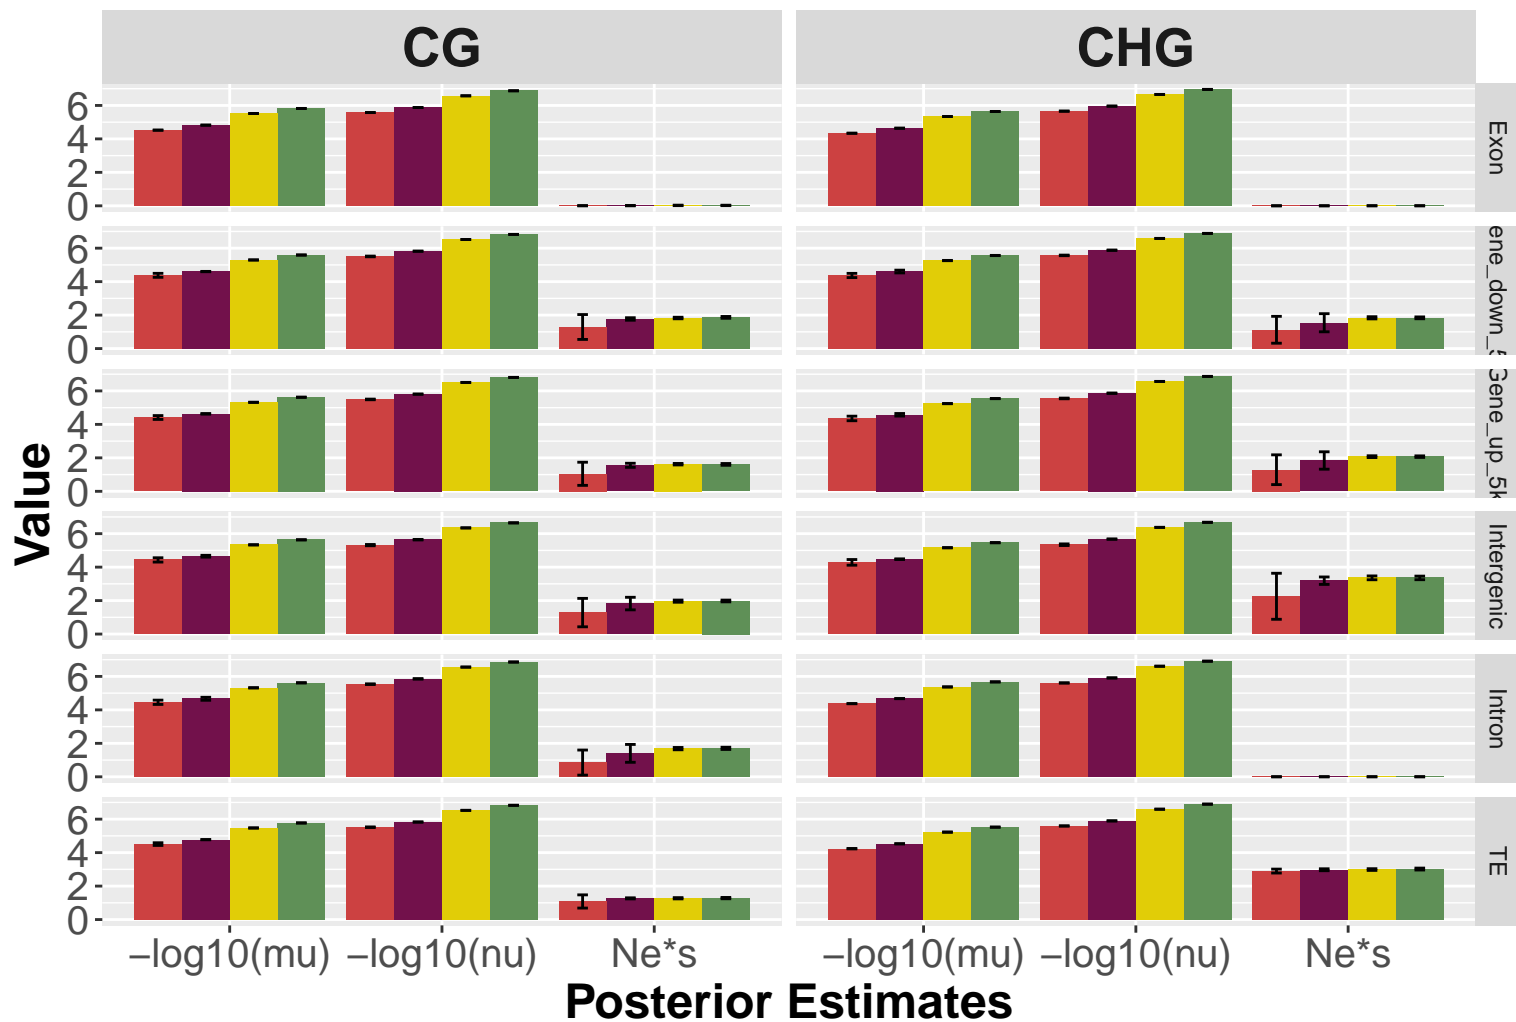 CG CHG
6
4
2
0
Exon
6
4
2
0
ene_down_5
6
4
2
0
Gene_up_5k
6
4
2
0
Intergenic
6
4
2
0
Intron
6
4
2
0
TE
Value
−log10(mu) −log10(nu) Ne*s −log10(mu) −log10(nu) Ne*s
Posterior Estimates